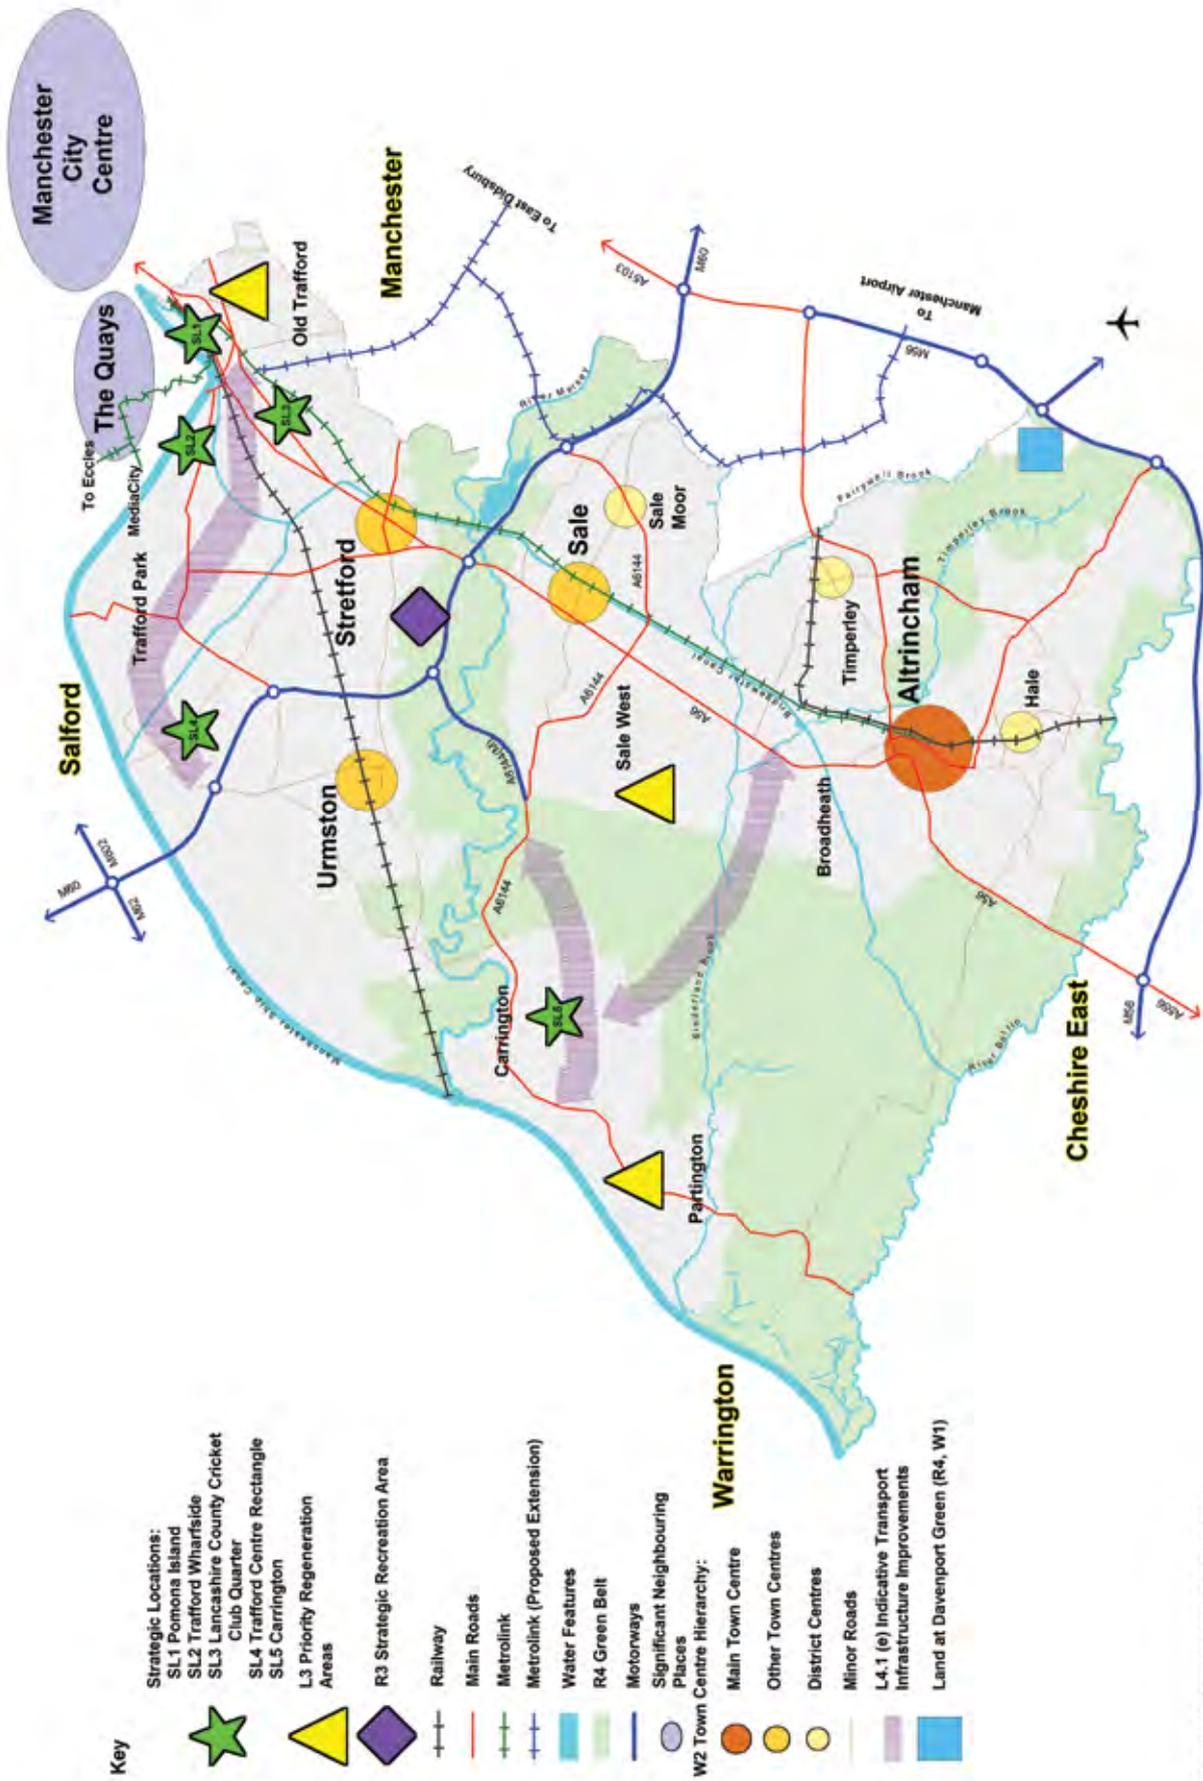 Manchester
City
Centre
The Quays
To Eccles
MediaCity
Salford
Trafford Park
SL1
SL2
SL3
SL4
SL5
Old Trafford
Manchester
To East Didsbury
Stretford
Urmston
M60
M602
M62
Manchester Ship Canal
River Mersey
A5103
M60
To
Manchester Airport
M56
Sale
Sale
Moor
A6144
A6144
A6144(M)
A6144
Sale West
A56
Bridgewater Canal
Fairywell Brook
Timperley Brook
Timperley
Altrincham
Hale
Broadheath
Carrington
Sinderland Brook
Partington
River Bollin
A56
M56
A556
Cheshire East
Warrington
Key
Strategic Locations:
SL1 Pomona Island
SL2 Trafford Wharfside
SL3 Lancashire County Cricket
Club Quarter
SL4 Trafford Centre Rectangle
SL5 Carrington
L3 Priority Regeneration
Areas
R3 Strategic Recreation Area
Railway
Main Roads
Metrolink
Metrolink (Proposed Extension)
Water Features
R4 Green Belt
Motorways
Significant Neighbouring
Places
W2 Town Centre Hierarchy:
Main Town Centre
Other Town Centres
District Centres
Minor Roads
L4.1 (e) Indicative Transport
Infrastructure Improvements
Land at Davenport Green (R4, W1)